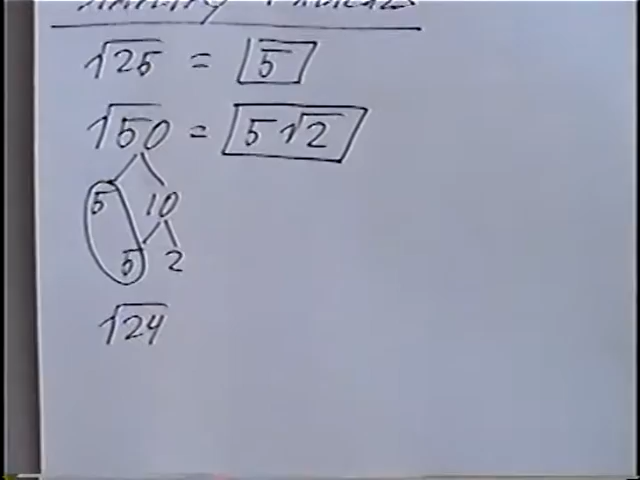 √25 = 5
√50 = 5√2
5 10
5 2
√24